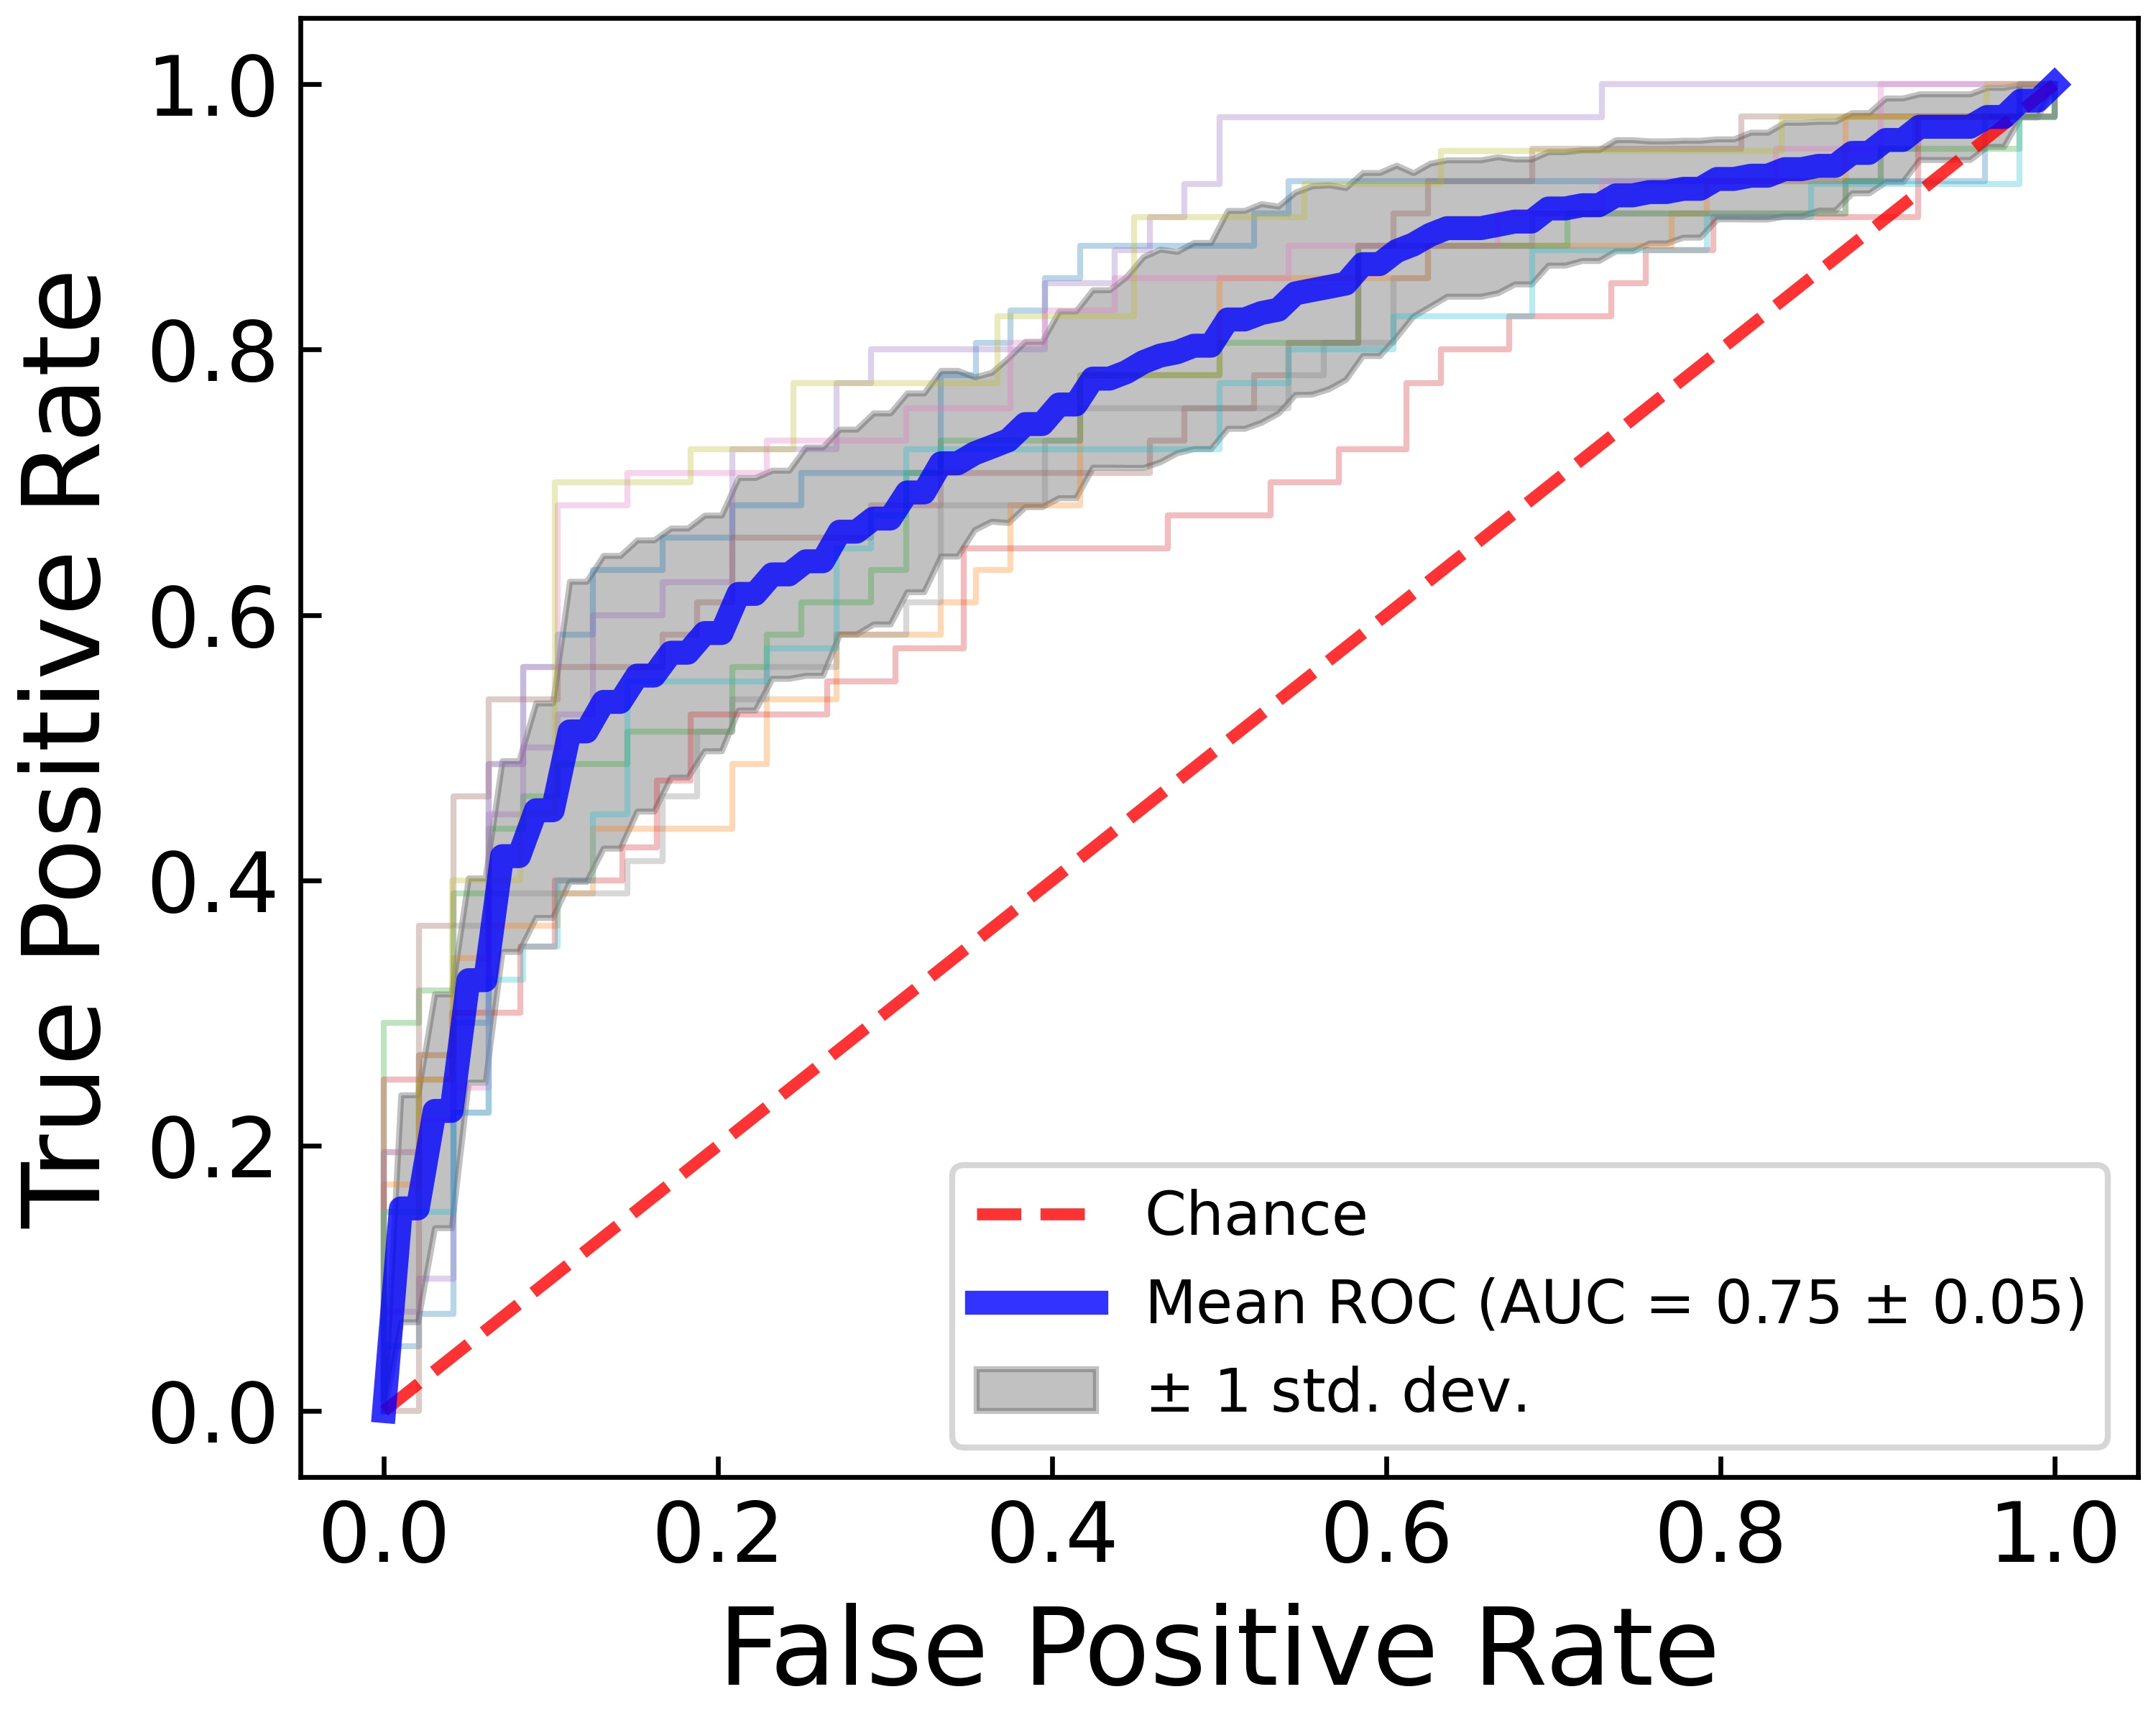 True Positive Rate
1.0
0.8
0.6
0.4
0.2
0.0
Chance
Mean ROC (AUC = 0.75 ± 0.05)
± 1 std. dev.
0.0 0.2 0.4 0.6 0.8 1.0
False Positive Rate